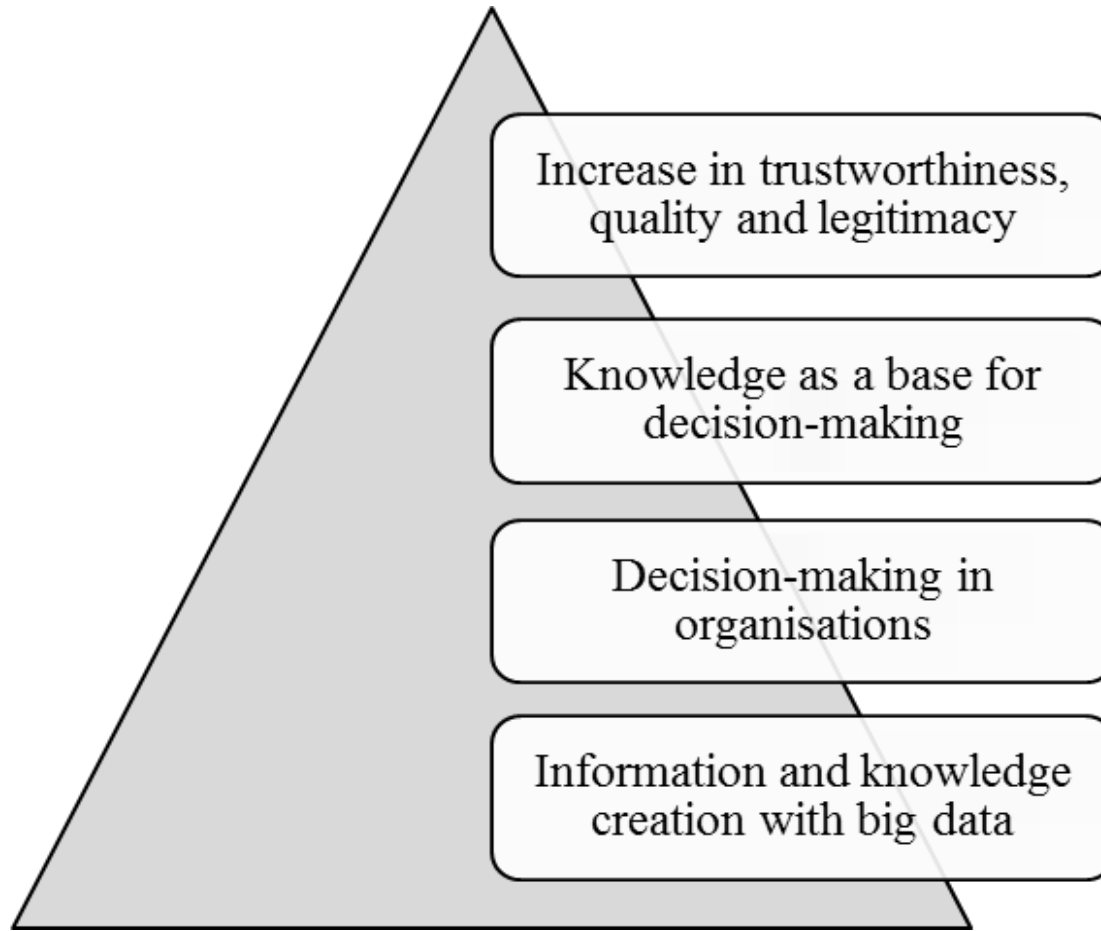 Increase in trustworthiness,
quality and legitimacy
Knowledge as a base for
decision-making
Decision-making in
organisations
Information and knowledge
creation with big data